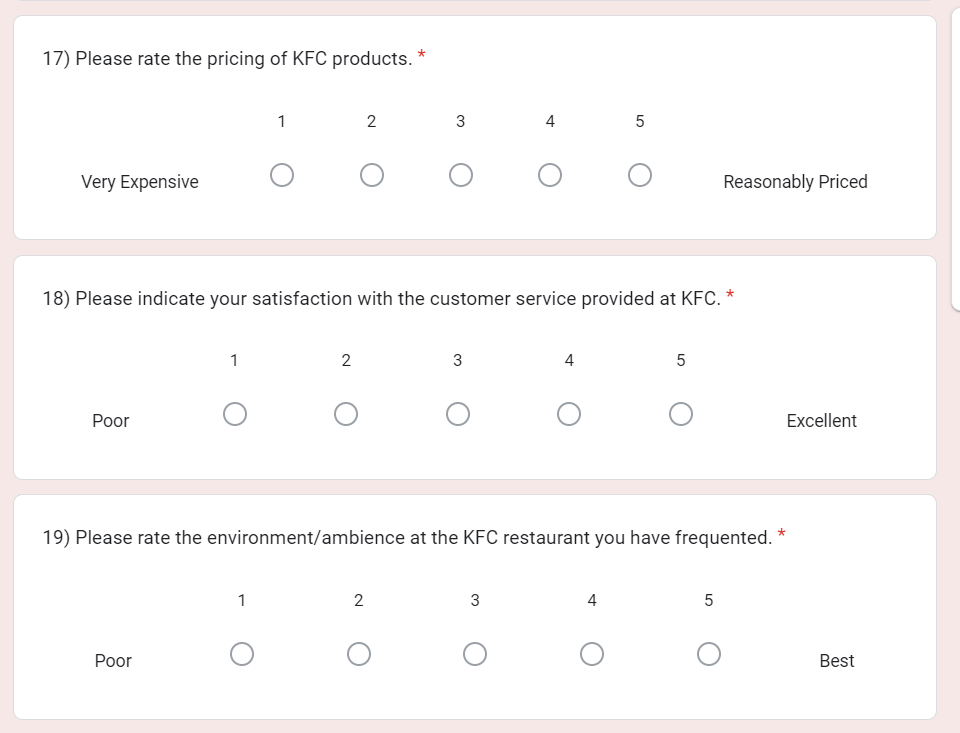 17) Please rate the pricing of KFC products. *
1 2 3 4 5
Very Expensive Reasonably Priced
18) Please indicate your satisfaction with the customer service provided at KFC. *
1 2 3 4 5
Poor Excellent
19) Please rate the environment/ambience at the KFC restaurant you have frequented. *
1 2 3 4 5
Poor Best